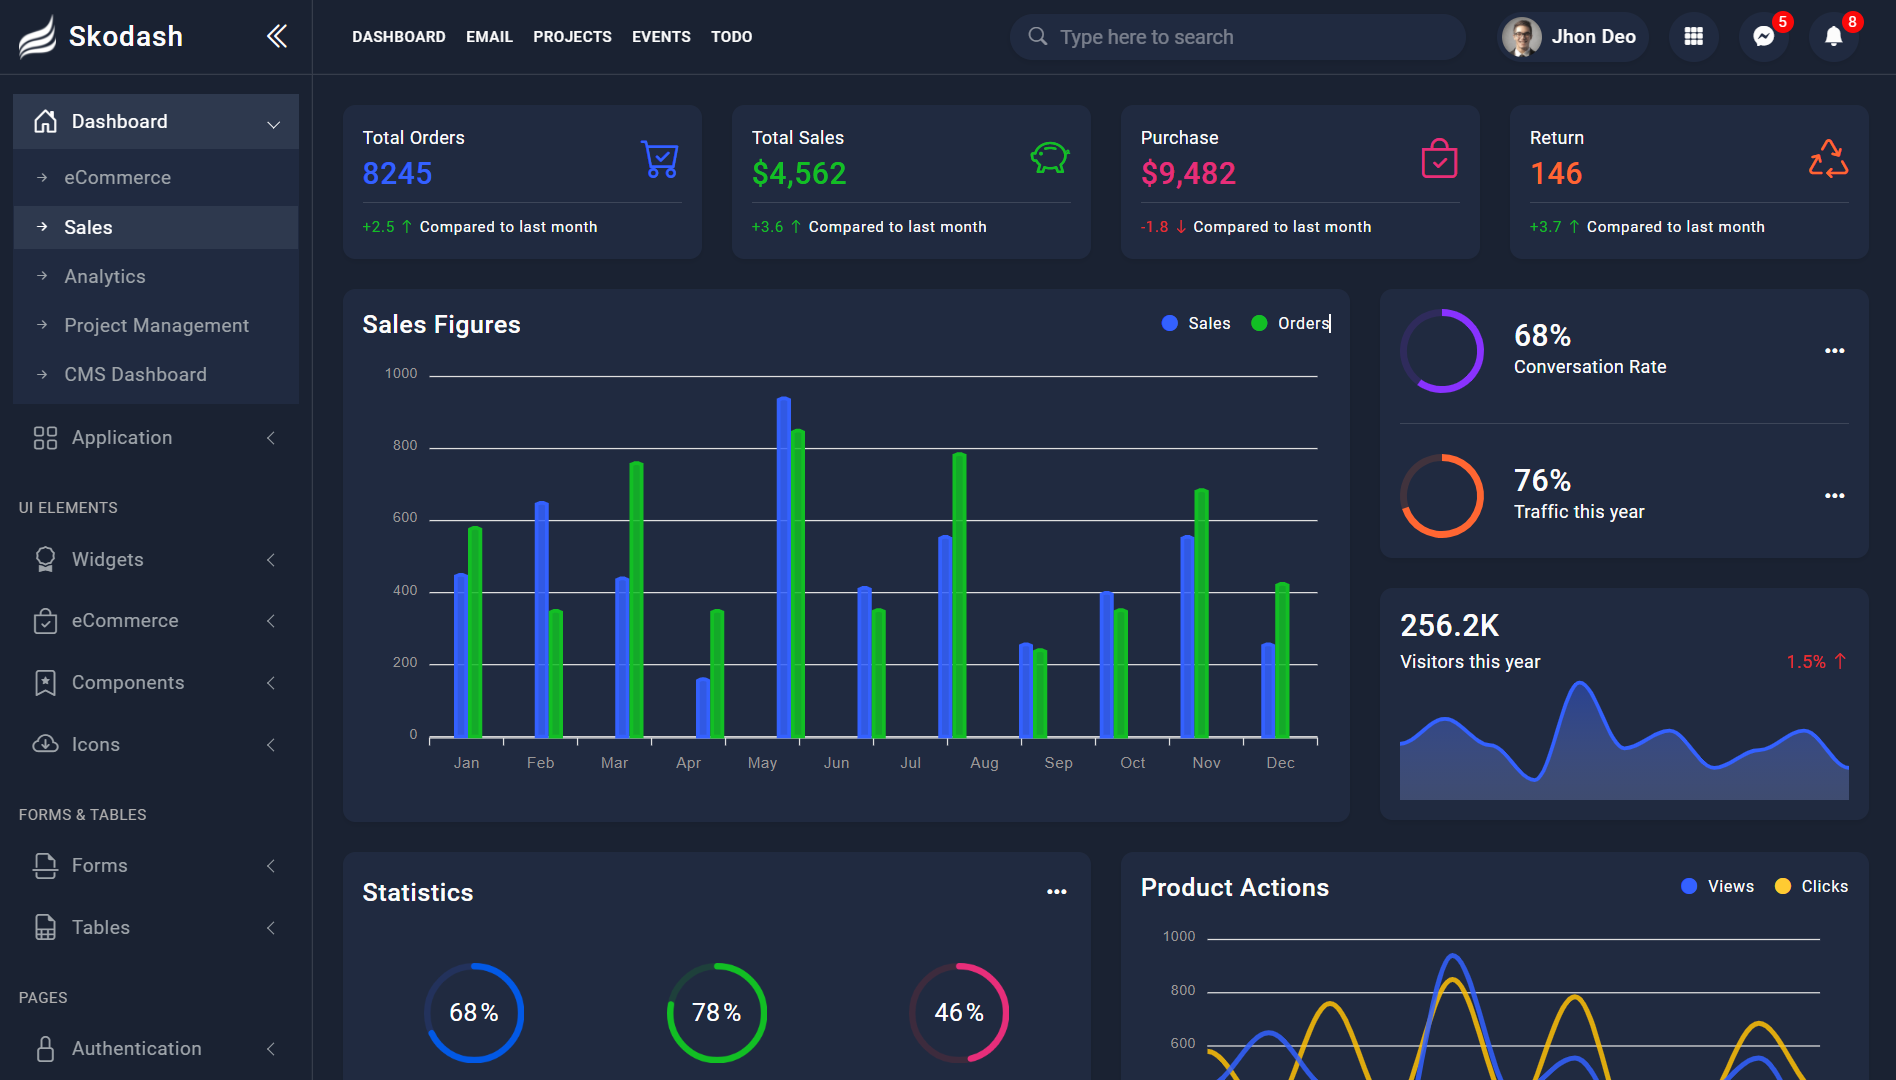 Skodash
DASHBOARD EMAIL PROJECTS EVENTS TODO
Type here to search
Jhon Deo
5
8
Dashboard
eCommerce
Sales
Analytics
Project Management
CMS Dashboard
Application
UI ELEMENTS
Widgets
eCommerce
Components
Icons
FORMS & TABLES
Forms
Tables
PAGES
Authentication
Total Orders
8245
+2.5 ↑ Compared to last month
Total Sales
$4,562
+3.6 ↑ Compared to last month
Purchase
$9,482
-1.8 ↓ Compared to last month
Return
146
+3.7 ↑ Compared to last month
Sales Figures
Sales Orders
1000
800
600
400
200
0
Jan Feb Mar Apr May Jun Jul Aug Sep Oct Nov Dec
68%
Conversation Rate
76%
Traffic this year
256.2K
Visitors this year
1.5% ↑
Statistics
68%
78%
46%
Product Actions
Views Clicks
1000
800
600